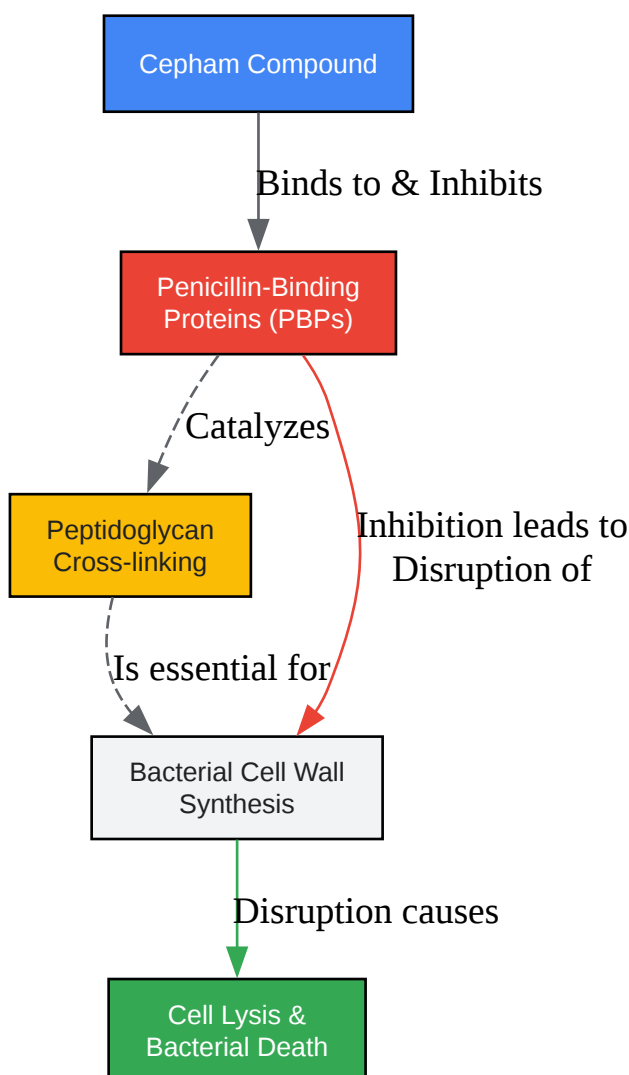 Cepham Compound
Binds to & Inhibits
Penicillin-Binding
Proteins (PBPs)
Catalyzes
Peptidoglycan
Cross-linking
Inhibition leads to
Disruption of
Is essential for
Bacterial Cell Wall
Synthesis
Disruption causes
Cell Lysis &
Bacterial Death